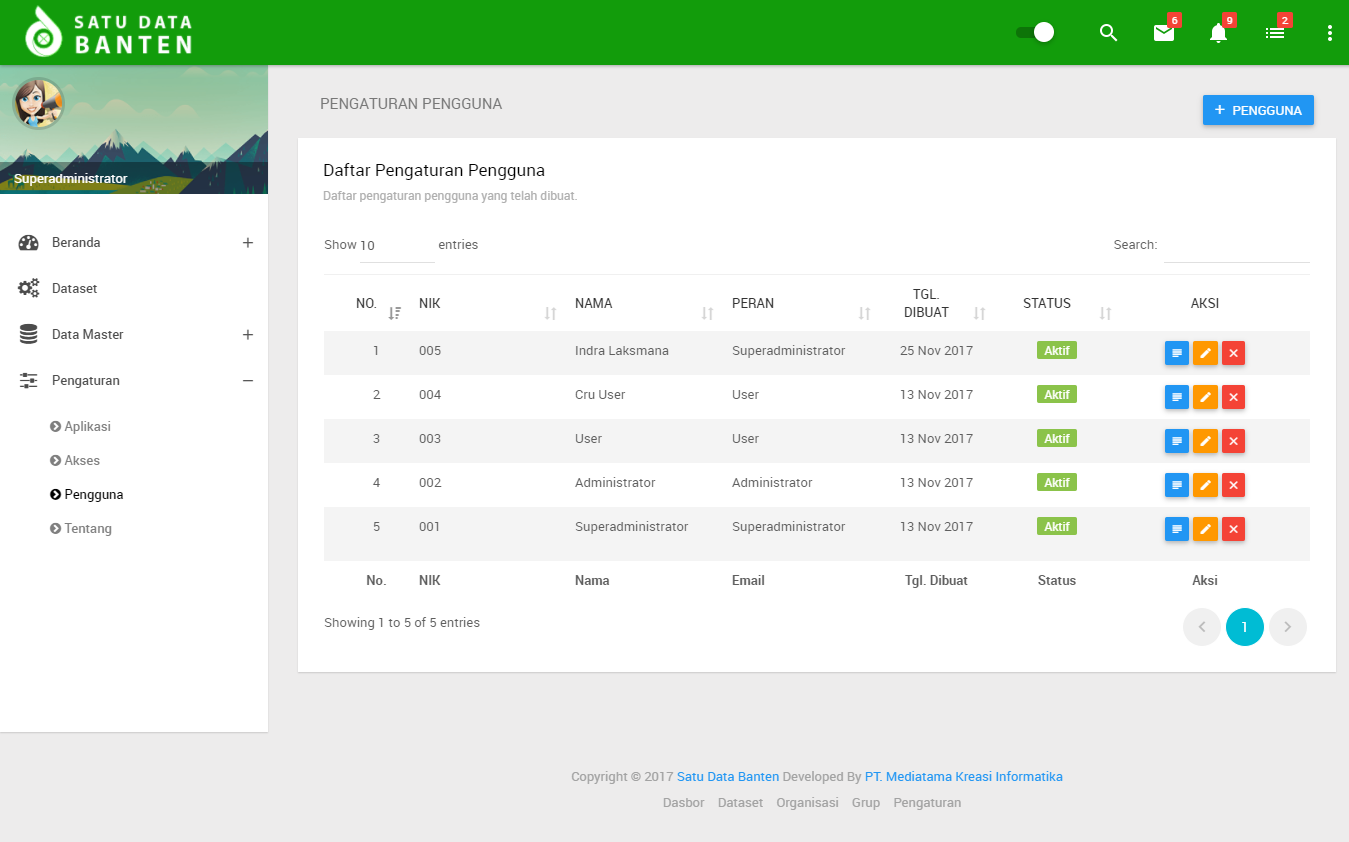 SATU DATA
BANTEN
6
9
2
Superadministrator
Beranda
Dataset
Data Master
Pengaturan
Aplikasi
Akses
Pengguna
Tentang
PENGATURAN PENGGUNA
+ PENGGUNA
Daftar Pengaturan Pengguna
Daftar pengaturan pengguna yang telah dibuat.
Show 10 entries
Search:
NO. NIK NAMA PERAN TGL. DIBUAT STATUS AKSI
1 005 Indra Laksmana Superadministrator 25 Nov 2017 Aktif
2 004 Cru User User 13 Nov 2017 Aktif
3 003 User User 13 Nov 2017 Aktif
4 002 Administrator Administrator 13 Nov 2017 Aktif
5 001 Superadministrator Superadministrator 13 Nov 2017 Aktif
No. NIK Nama Email Tgl. Dibuat Status Aksi
Showing 1 to 5 of 5 entries
1
Copyright © 2017 Satu Data Banten Developed By PT. Mediatama Kreasi Informatika
Dasbor Dataset Organisasi Grup Pengaturan